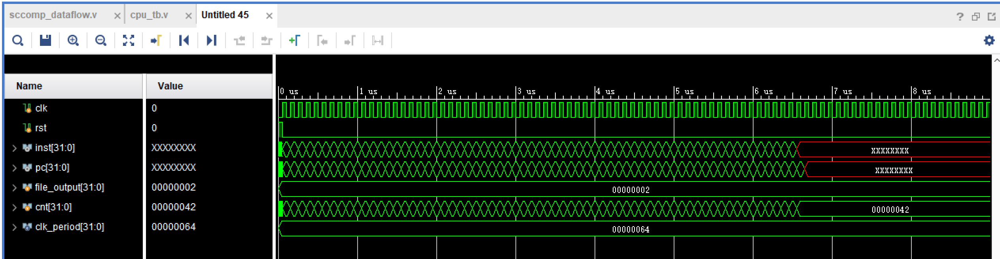 sccomp_dataflow.v × cpu_tb.v × Untitled 45 × ?
Name Value
0 us 1 us 2 us 3 us 4 us 5 us 6 us 7 us 8 us
clk 0
rst 0
inst[31:0] XXXXXXXX XXXXXXXX
pc[31:0] XXXXXXXX XXXXXXXX
file_output[31:0] 00000002 00000002
cnt[31:0] 00000042 00000042
clk_period[31:0] 00000064 00000064